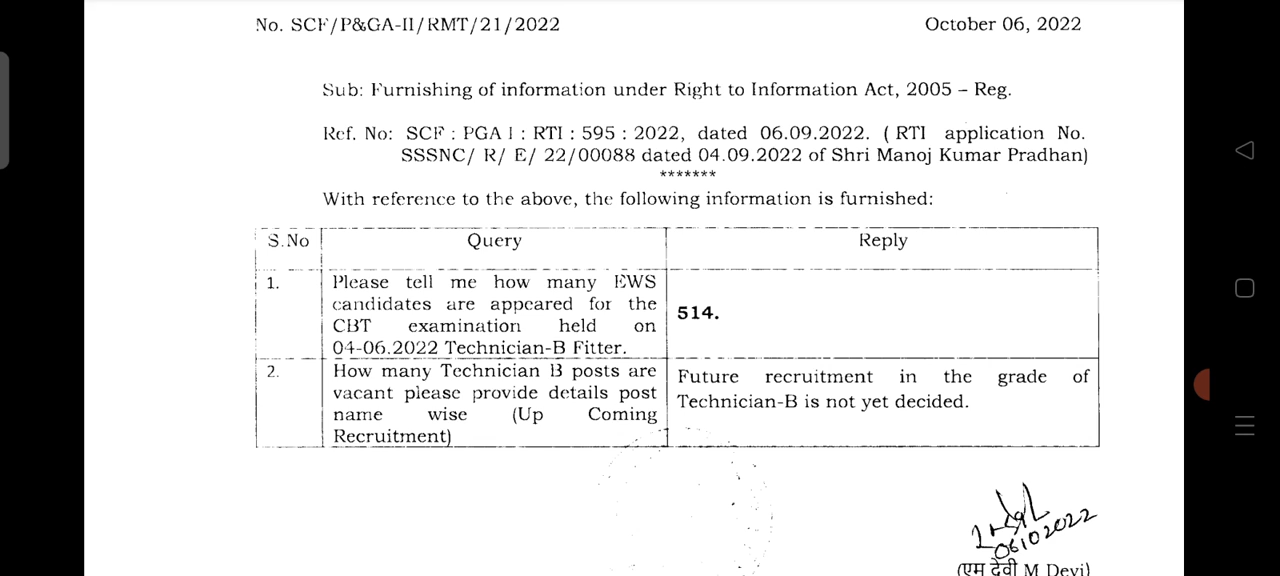 No. SCF/P&GA-II/RMT/21/2022 October 06, 2022
Sub: Furnishing of information under Right to Information Act, 2005 – Reg.
Ref. No: SCF : PGA I : RTI : 595 : 2022, dated 06.09.2022. ( RTI application No.
SSSNC/ R/ E/ 22/00088 dated 04.09.2022 of Shri Manoj Kumar Pradhan)
*******
With reference to the above, the following information is furnished:
S.No Query Reply
1. Please tell me how many EWS
candidates are appeared for the
CBT examination held on
04-06.2022 Technician-B Fitter.
514.
2. How many Technician B posts are
vacant please provide details post
name wise (Up Coming
Recruitment)
Future recruitment in the grade of
Technician-B is not yet decided.
06102022
(एम देवी M Devi)